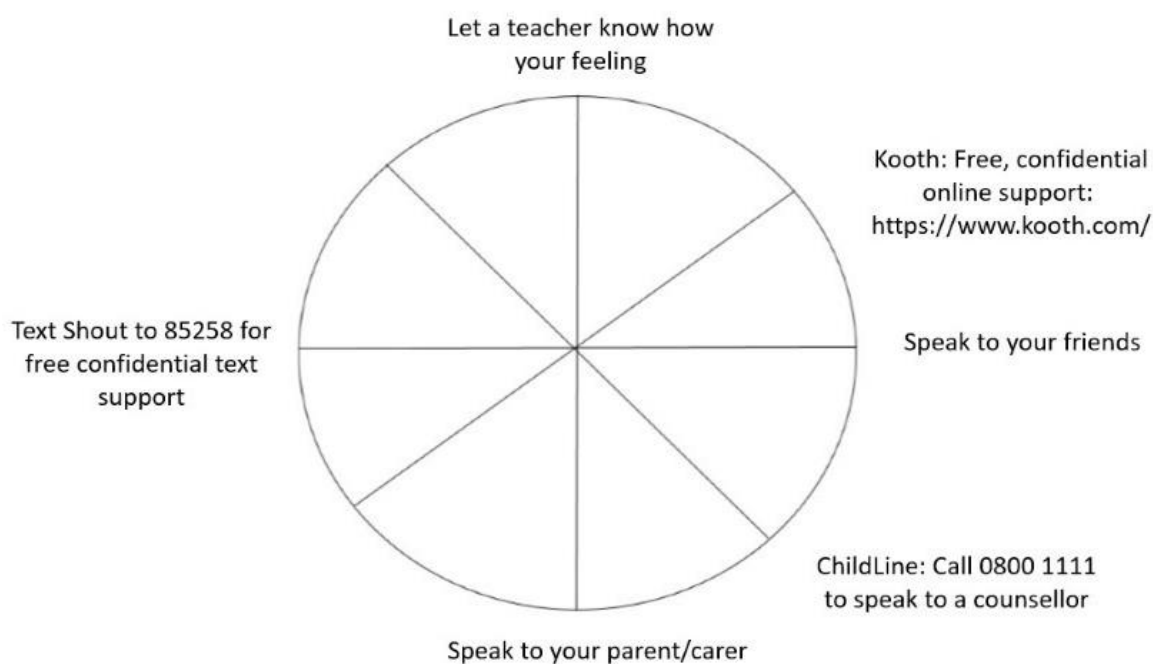 Let a teacher know how
your feeling
Kooth: Free, confidential
online support:
https://www.kooth.com/
Text Shout to 85258 for
free confidential text
support
Speak to your friends
ChildLine: Call 0800 1111
to speak to a counsellor
Speak to your parent/carer